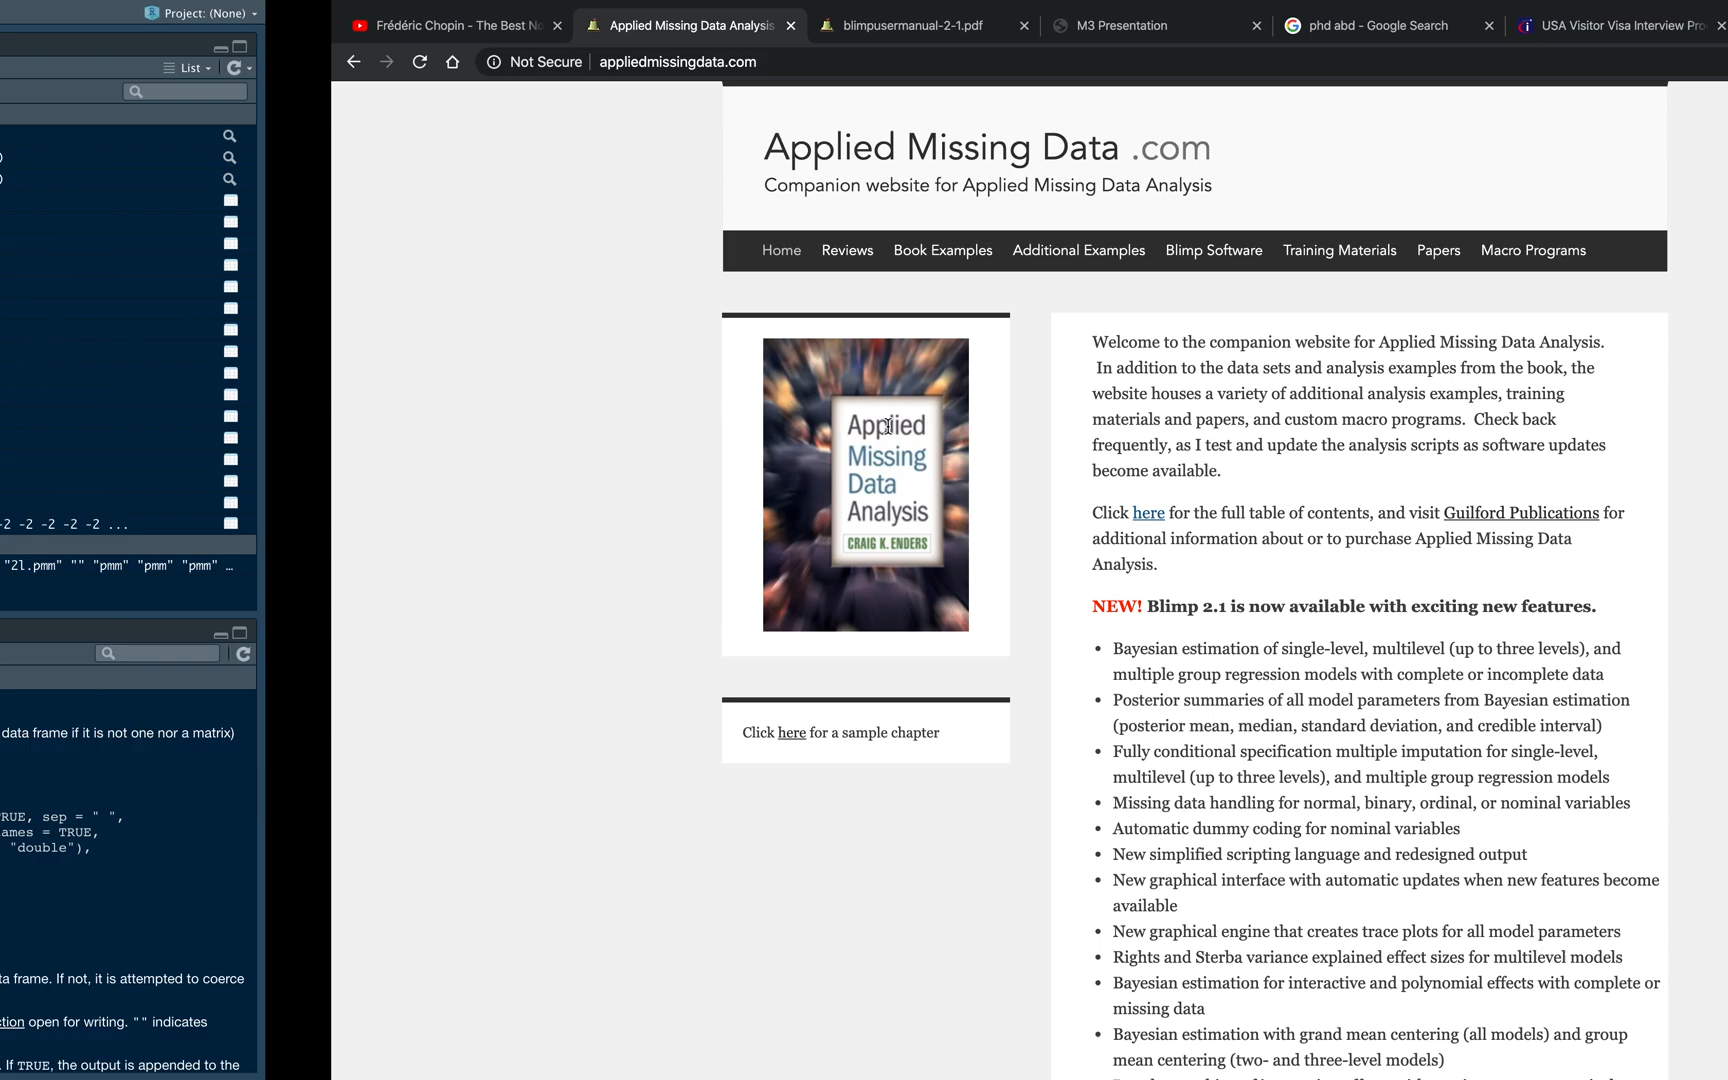 Project: (None)
List
-2 -2 -2 -2 -2 ...
"2l.pmm" "" "pmm" "pmm" "pmm" …
data frame if it is not one nor a matrix)
TRUE, sep = " ",
ames = TRUE,
"double"),
ta frame. If not, it is attempted to coerce
ction open for writing. "" indicates
. If TRUE, the output is appended to the
Frédéric Chopin - The Best No
Applied Missing Data Analysis
blimpusermanual-2-1.pdf
M3 Presentation
phd abd - Google Search
USA Visitor Visa Interview Pro
Not Secure
appliedmissingdata.com
Applied Missing Data .com
Companion website for Applied Missing Data Analysis
Home Reviews Book Examples Additional Examples Blimp Software Training Materials Papers Macro Programs
Applied
Missing
Data
Analysis
CRAIG K. ENDERS
Click here for a sample chapter
Welcome to the companion website for Applied Missing Data Analysis.
In addition to the data sets and analysis examples from the book, the
website houses a variety of additional analysis examples, training
materials and papers, and custom macro programs. Check back
frequently, as I test and update the analysis scripts as software updates
become available.
Click here for the full table of contents, and visit Guilford Publications for
additional information about or to purchase Applied Missing Data
Analysis.
NEW! Blimp 2.1 is now available with exciting new features.
• Bayesian estimation of single-level, multilevel (up to three levels), and
multiple group regression models with complete or incomplete data
• Posterior summaries of all model parameters from Bayesian estimation
(posterior mean, median, standard deviation, and credible interval)
• Fully conditional specification multiple imputation for single-level,
multilevel (up to three levels), and multiple group regression models
• Missing data handling for normal, binary, ordinal, or nominal variables
• Automatic dummy coding for nominal variables
• New simplified scripting language and redesigned output
• New graphical interface with automatic updates when new features become
available
• New graphical engine that creates trace plots for all model parameters
• Rights and Sterba variance explained effect sizes for multilevel models
• Bayesian estimation for interactive and polynomial effects with complete or
missing data
• Bayesian estimation with grand mean centering (all models) and group
mean centering (two- and three-level models)